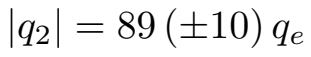 |q₂| = 89 (±10) qₑ